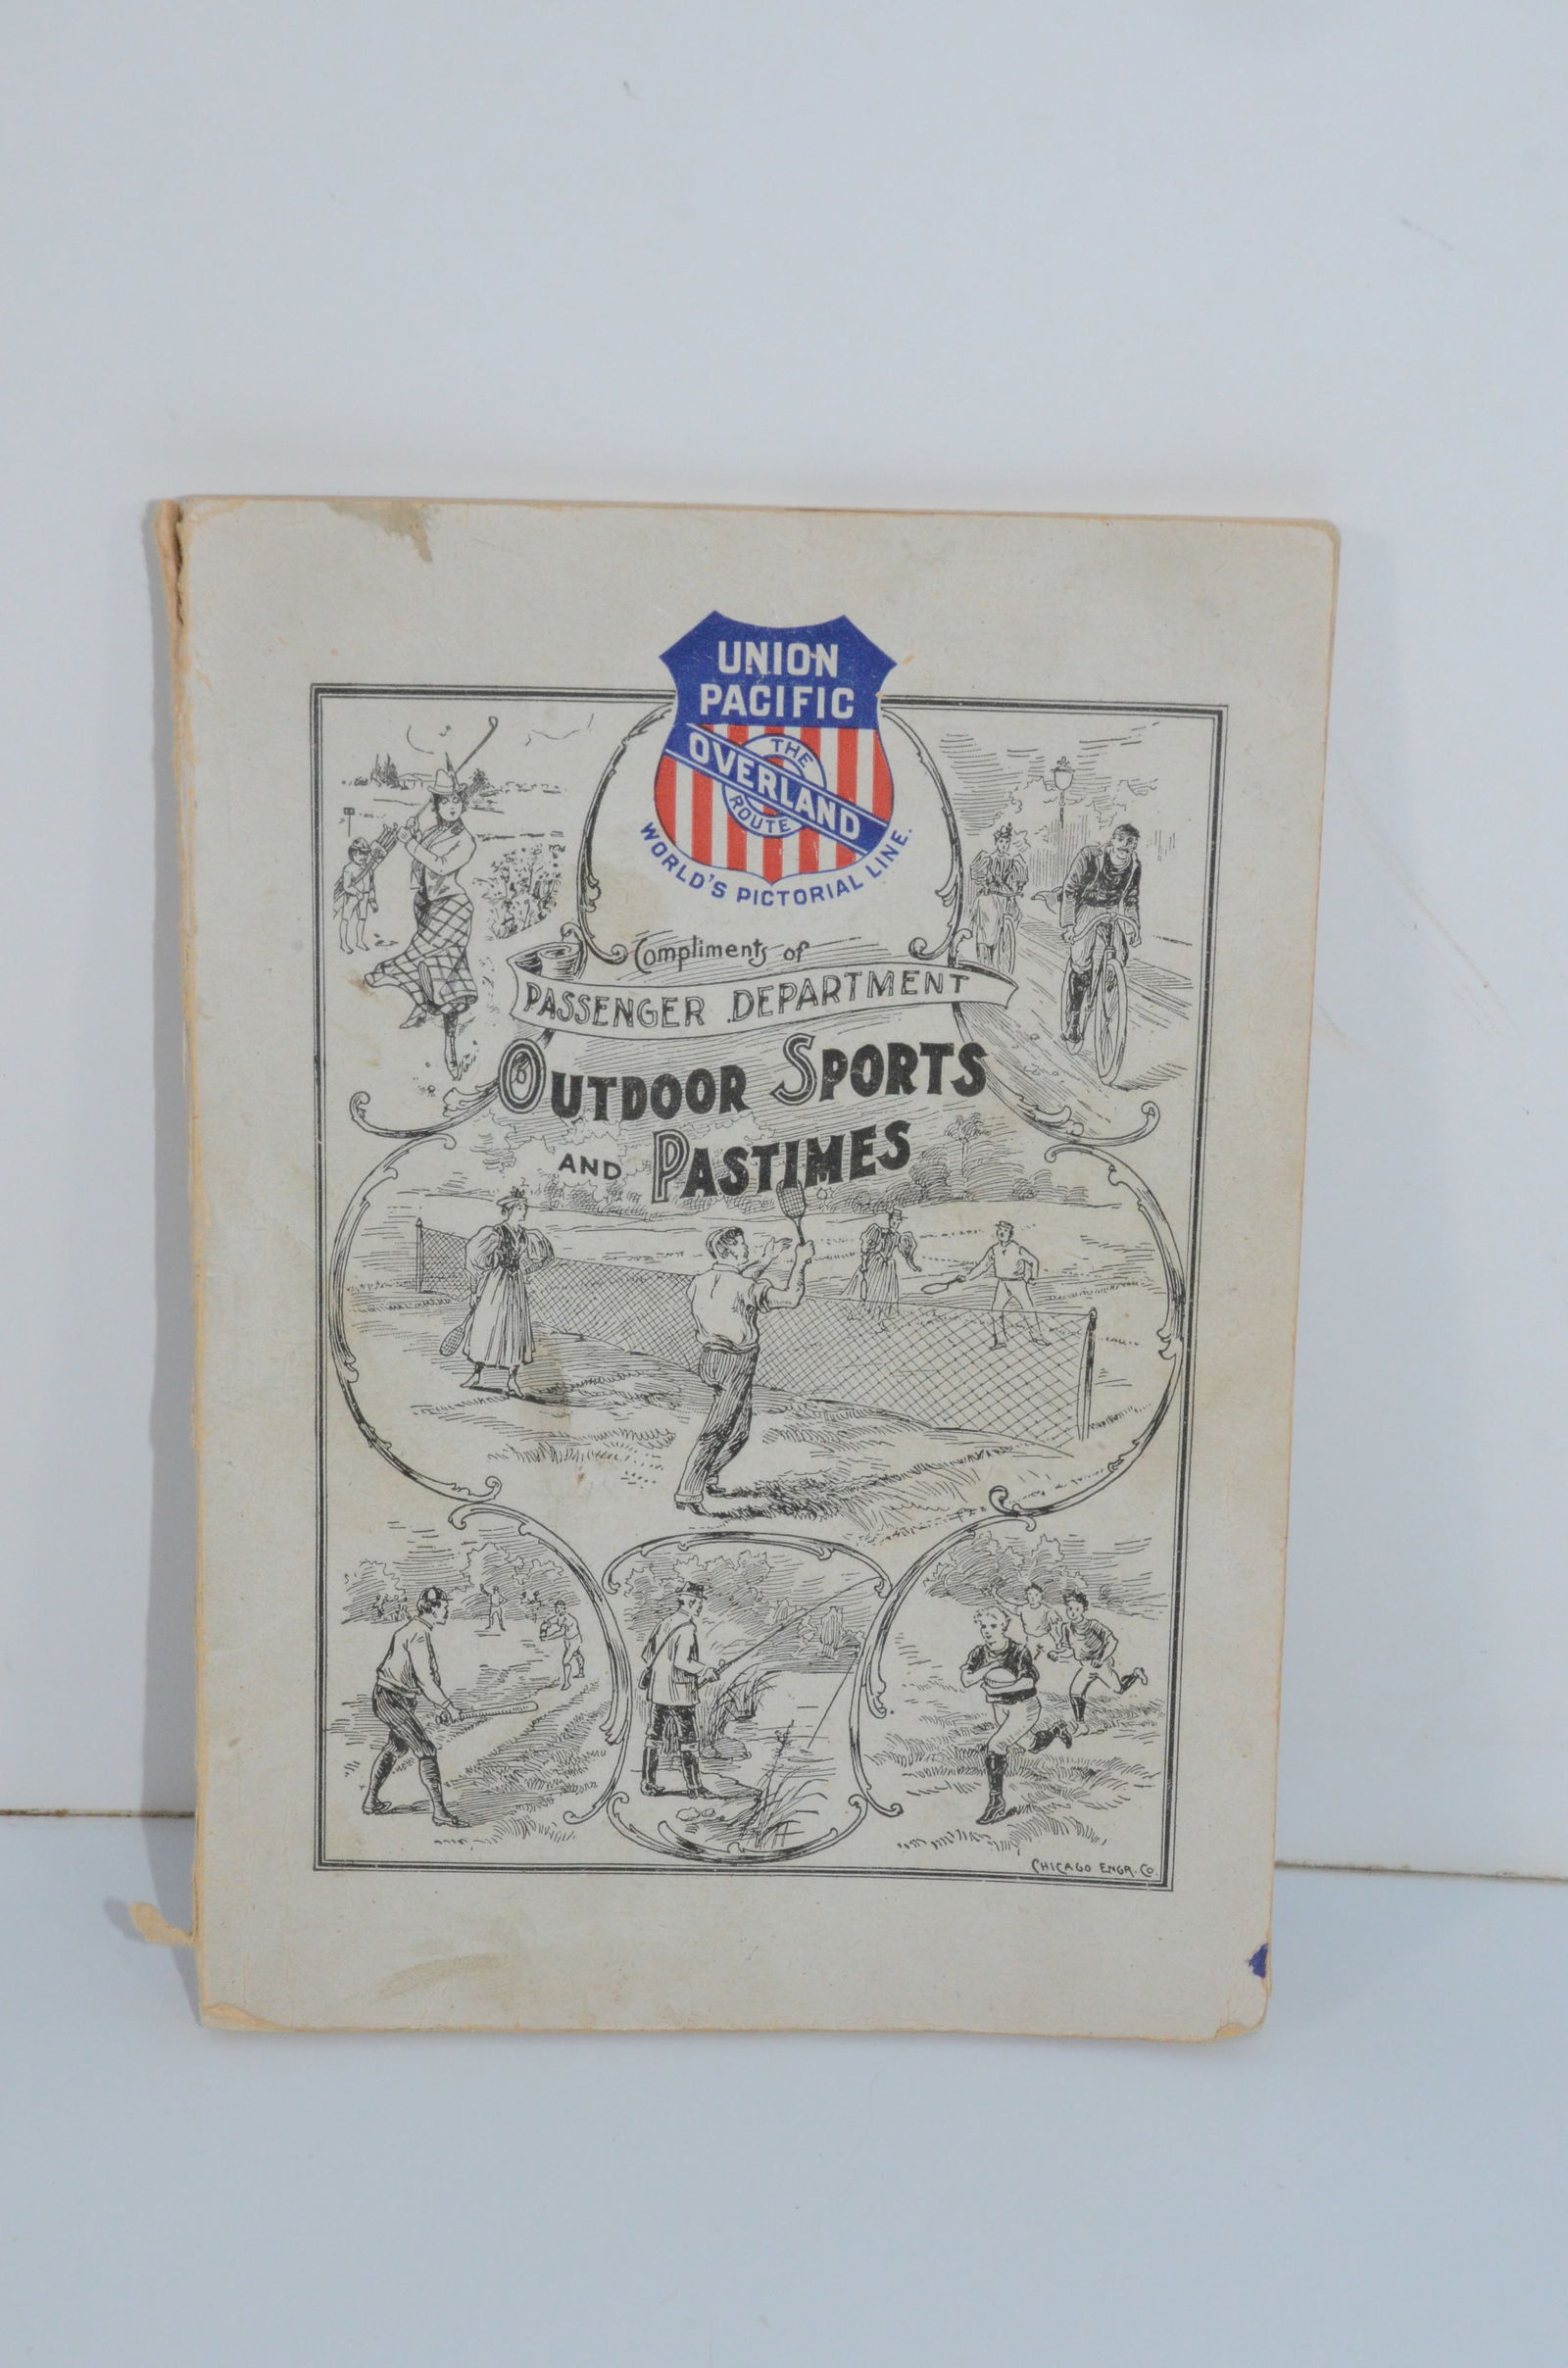 UNION
PACIFIC
THE
OVERLAND
ROUTE
WORLD'S PICTORIAL LINE.
Compliments of
PASSENGER DEPARTMENT
OUTDOOR SPORTS
AND PASTIMES
CHICAGO ENGR. CO.